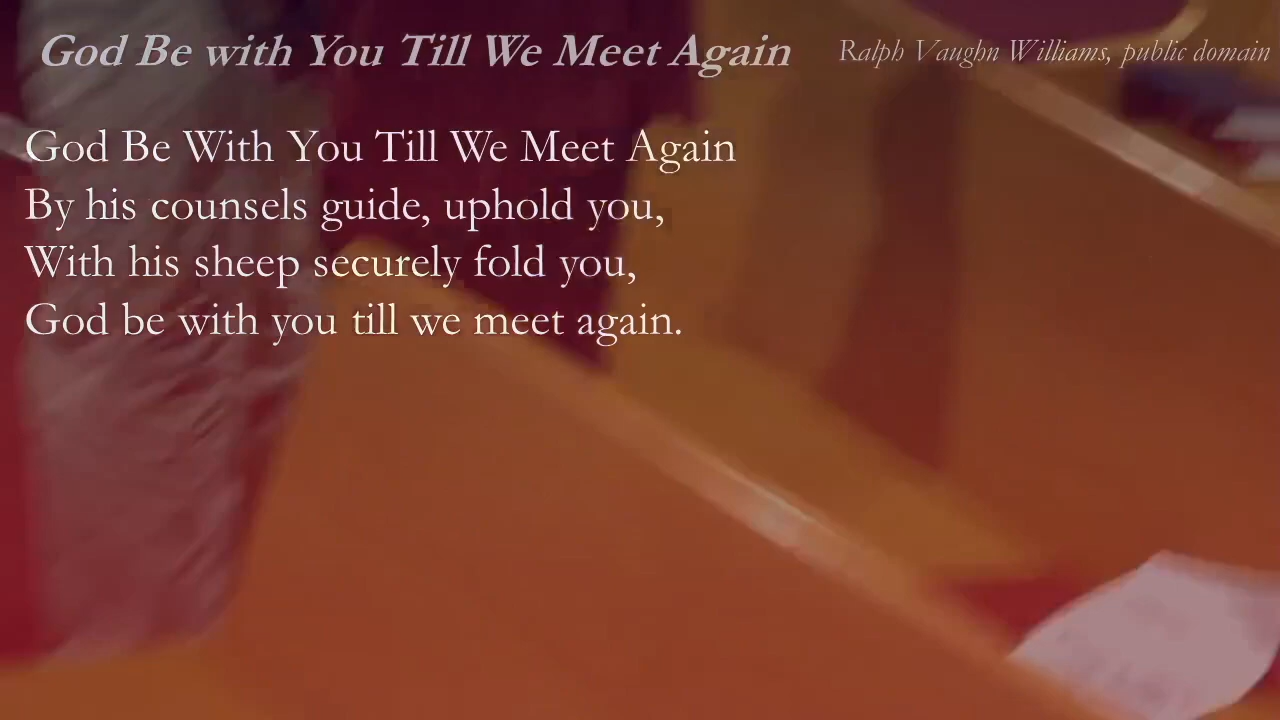 God Be with You Till We Meet Again
Ralph Vaughn Williams, public domain
God Be With You Till We Meet Again
By his counsels guide, uphold you,
With his sheep securely fold you,
God be with you till we meet again.